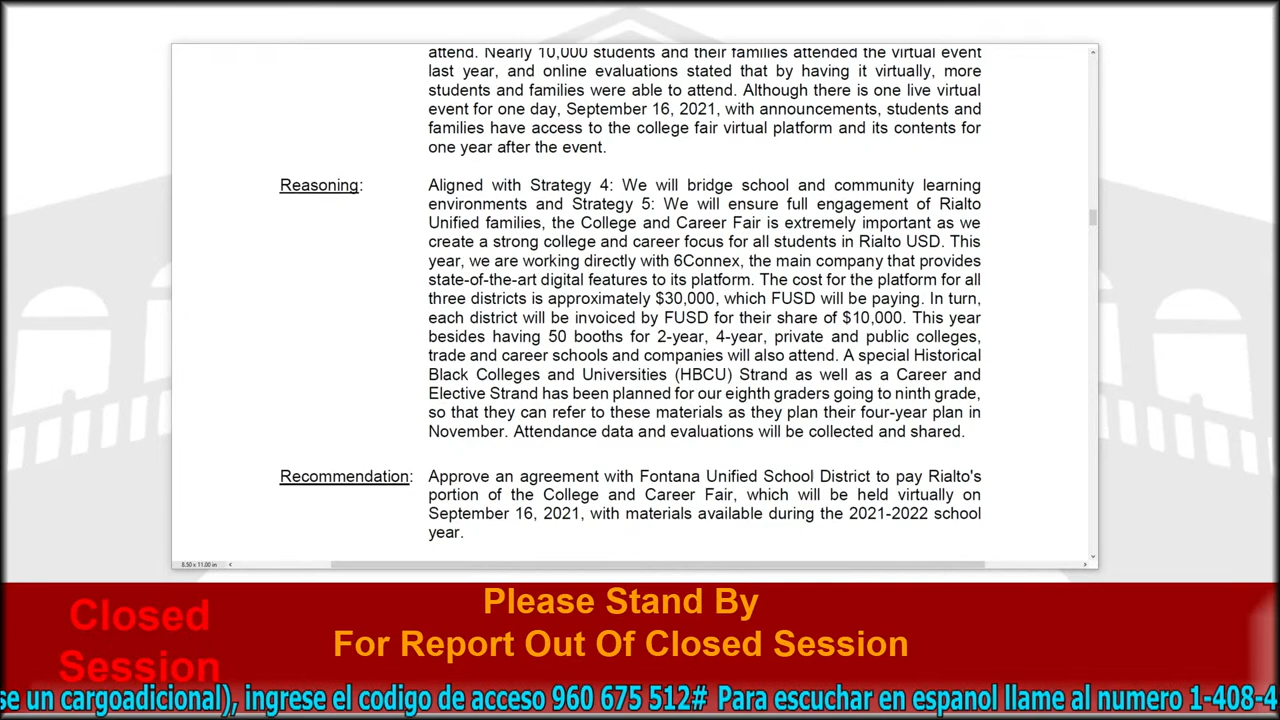 attend. Nearly 10,000 students and their families attended the virtual event
last year, and online evaluations stated that by having it virtually, more
students and families were able to attend. Although there is one live virtual
event for one day, September 16, 2021, with announcements, students and
families have access to the college fair virtual platform and its contents for
one year after the event.
Reasoning: Aligned with Strategy 4: We will bridge school and community learning
environments and Strategy 5: We will ensure full engagement of Rialto
Unified families, the College and Career Fair is extremely important as we
create a strong college and career focus for all students in Rialto USD. This
year, we are working directly with 6Connex, the main company that provides
state-of-the-art digital features to its platform. The cost for the platform for all
three districts is approximately $30,000, which FUSD will be paying. In turn,
each district will be invoiced by FUSD for their share of $10,000. This year
besides having 50 booths for 2-year, 4-year, private and public colleges,
trade and career schools and companies will also attend. A special Historical
Black Colleges and Universities (HBCU) Strand as well as a Career and
Elective Strand has been planned for our eighth graders going to ninth grade,
so that they can refer to these materials as they plan their four-year plan in
November. Attendance data and evaluations will be collected and shared.
Recommendation: Approve an agreement with Fontana Unified School District to pay Rialto's
portion of the College and Career Fair, which will be held virtually on
September 16, 2021, with materials available during the 2021-2022 school
year.
8.50 x 11.00 in
Closed
Session
Please Stand By
For Report Out Of Closed Session
se un cargoadicional), ingrese el codigo de acceso 960 675 512# Para escuchar en espanol llame al numero 1-408-4